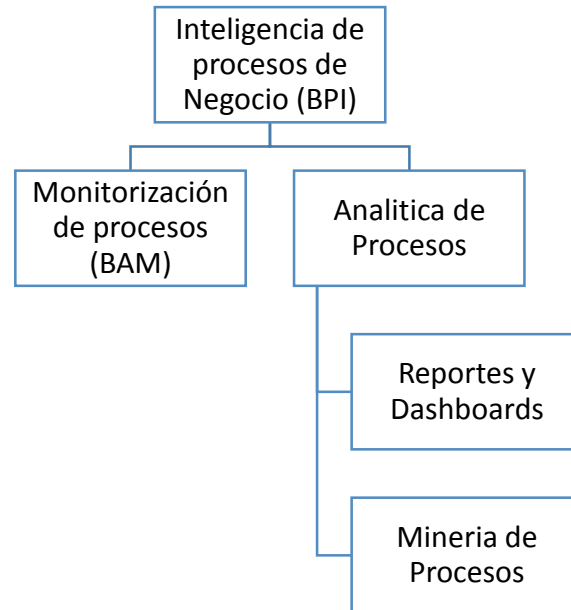 Inteligencia de
procesos de
Negocio (BPI)
Monitorización
de procesos
(BAM)
Analitica de
Procesos
Reportes y
Dashboards
Mineria de
Procesos